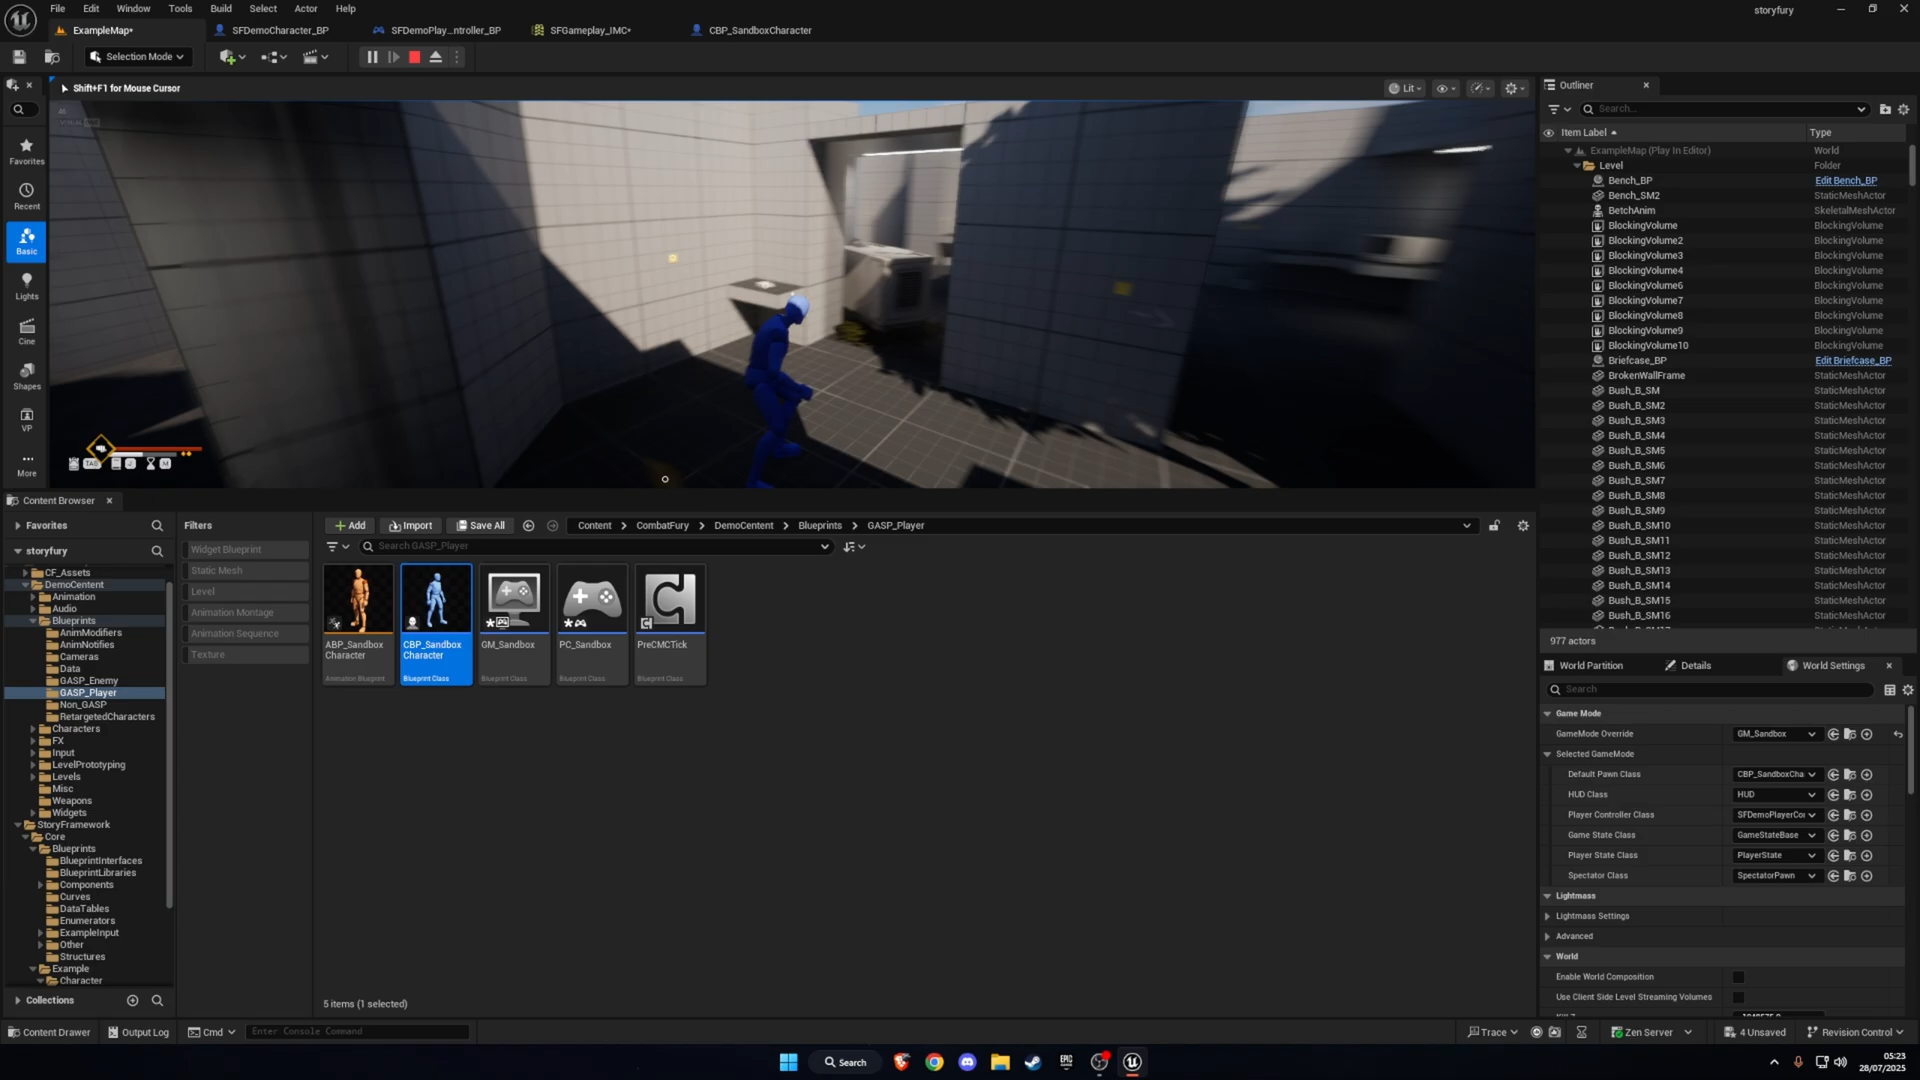 File Edit Window Tools Build Select Actor Help
storyfury
ExampleMap*
SFDemoCharacter_BP
SFDemoPlay...ntroller_BP
SFGameplay_IMC*
CBP_SandboxCharacter
Selection Mode
Shift+F1 for Mouse Cursor
Lit
Favorites
Recent
Basic
Lights
Cine
Shapes
VP
More
TAB
J
M
Outliner
Search...
Item Label
Type
ExampleMap (Play In Editor) World
Level Folder
Bench_BP Edit Bench_BP
Bench_SM2 StaticMeshActor
BetchAnim SkeletalMeshActor
BlockingVolume BlockingVolume
BlockingVolume2 BlockingVolume
BlockingVolume3 BlockingVolume
BlockingVolume4 BlockingVolume
BlockingVolume6 BlockingVolume
BlockingVolume7 BlockingVolume
BlockingVolume8 BlockingVolume
BlockingVolume9 BlockingVolume
BlockingVolume10 BlockingVolume
Briefcase_BP Edit Briefcase_BP
BrokenWallFrame StaticMeshActor
Bush_B_SM StaticMeshActor
Bush_B_SM2 StaticMeshActor
Bush_B_SM3 StaticMeshActor
Bush_B_SM4 StaticMeshActor
Bush_B_SM5 StaticMeshActor
Bush_B_SM6 StaticMeshActor
Bush_B_SM7 StaticMeshActor
Bush_B_SM8 StaticMeshActor
Bush_B_SM9 StaticMeshActor
Bush_B_SM10 StaticMeshActor
Bush_B_SM11 StaticMeshActor
Bush_B_SM12 StaticMeshActor
Bush_B_SM13 StaticMeshActor
Bush_B_SM14 StaticMeshActor
Bush_B_SM15 StaticMeshActor
Bush_B_SM16 StaticMeshActor
977 actors
World Partition
Details
World Settings
Search
Game Mode
GameMode Override GM_Sandbox
Selected GameMode
Default Pawn Class CBP_SandboxCha
HUD Class HUD
Player Controller Class SFDemoPlayerCo
Game State Class GameStateBase
Player State Class PlayerState
Spectator Class SpectatorPawn
Lightmass
Lightmass Settings
Advanced
World
Enable World Composition
Use Client Side Level Streaming Volumes
Content Browser
Favorites
storyfury
CF_Assets
DemoCentent
Animation
Audio
Blueprints
AnimModifiers
AnimNotifies
Cameras
Data
GASP_Enemy
GASP_Player
Non_GASP
RetargetedCharacters
Characters
FX
Input
LevelPrototyping
Levels
Misc
Weapons
Widgets
StoryFramework
Core
Blueprints
BlueprintInterfaces
BlueprintLibraries
Components
Curves
DataTables
Enumerators
ExampleInput
Other
Structures
Example
Character
Collections
Filters
Widget Blueprint
Static Mesh
Level
Animation Montage
Animation Sequence
Texture
Add
Import
Save All
Content > CombatFury > DemoCentent > Blueprints > GASP_Player
Search GASP_Player
ABP_Sandbox
Character
Animation Blueprint
CBP_Sandbox
Character
Blueprint Class
GM_Sandbox
Blueprint Class
PC_Sandbox
Blueprint Class
PreCMCTick
Blueprint Class
5 items (1 selected)
Content Drawer
Output Log
Cmd
Enter Console Command
Trace
Zen Server
4 Unsaved
Revision Control
Search
EPIC
GAMES
05:23
28/07/2025